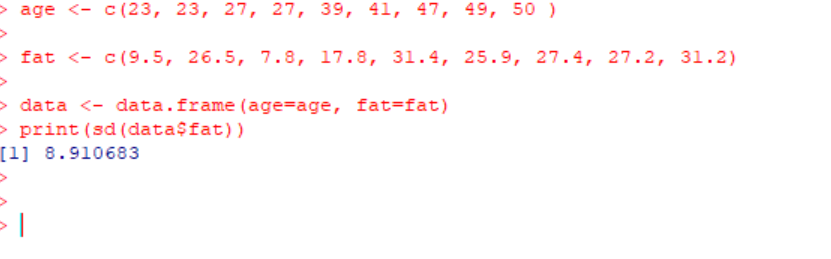 > age <- c(23, 23, 27, 27, 39, 41, 47, 49, 50 )
>
> fat <- c(9.5, 26.5, 7.8, 17.8, 31.4, 25.9, 27.4, 27.2, 31.2)
>
> data <- data.frame(age=age, fat=fat)
> print(sd(data$fat))
[1] 8.910683
>
>
>